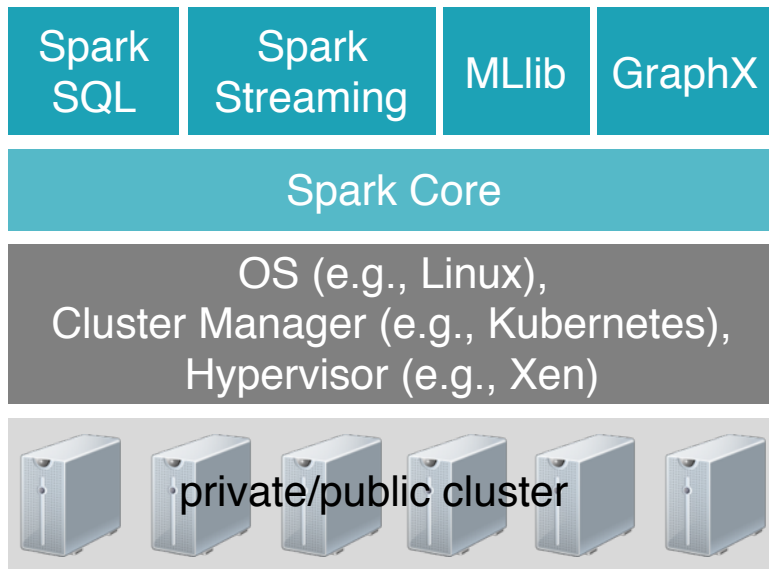 Spark
SQL
Spark
Streaming
MLlib
GraphX
Spark Core
OS (e.g., Linux),
Cluster Manager (e.g., Kubernetes),
Hypervisor (e.g., Xen)
private/public cluster